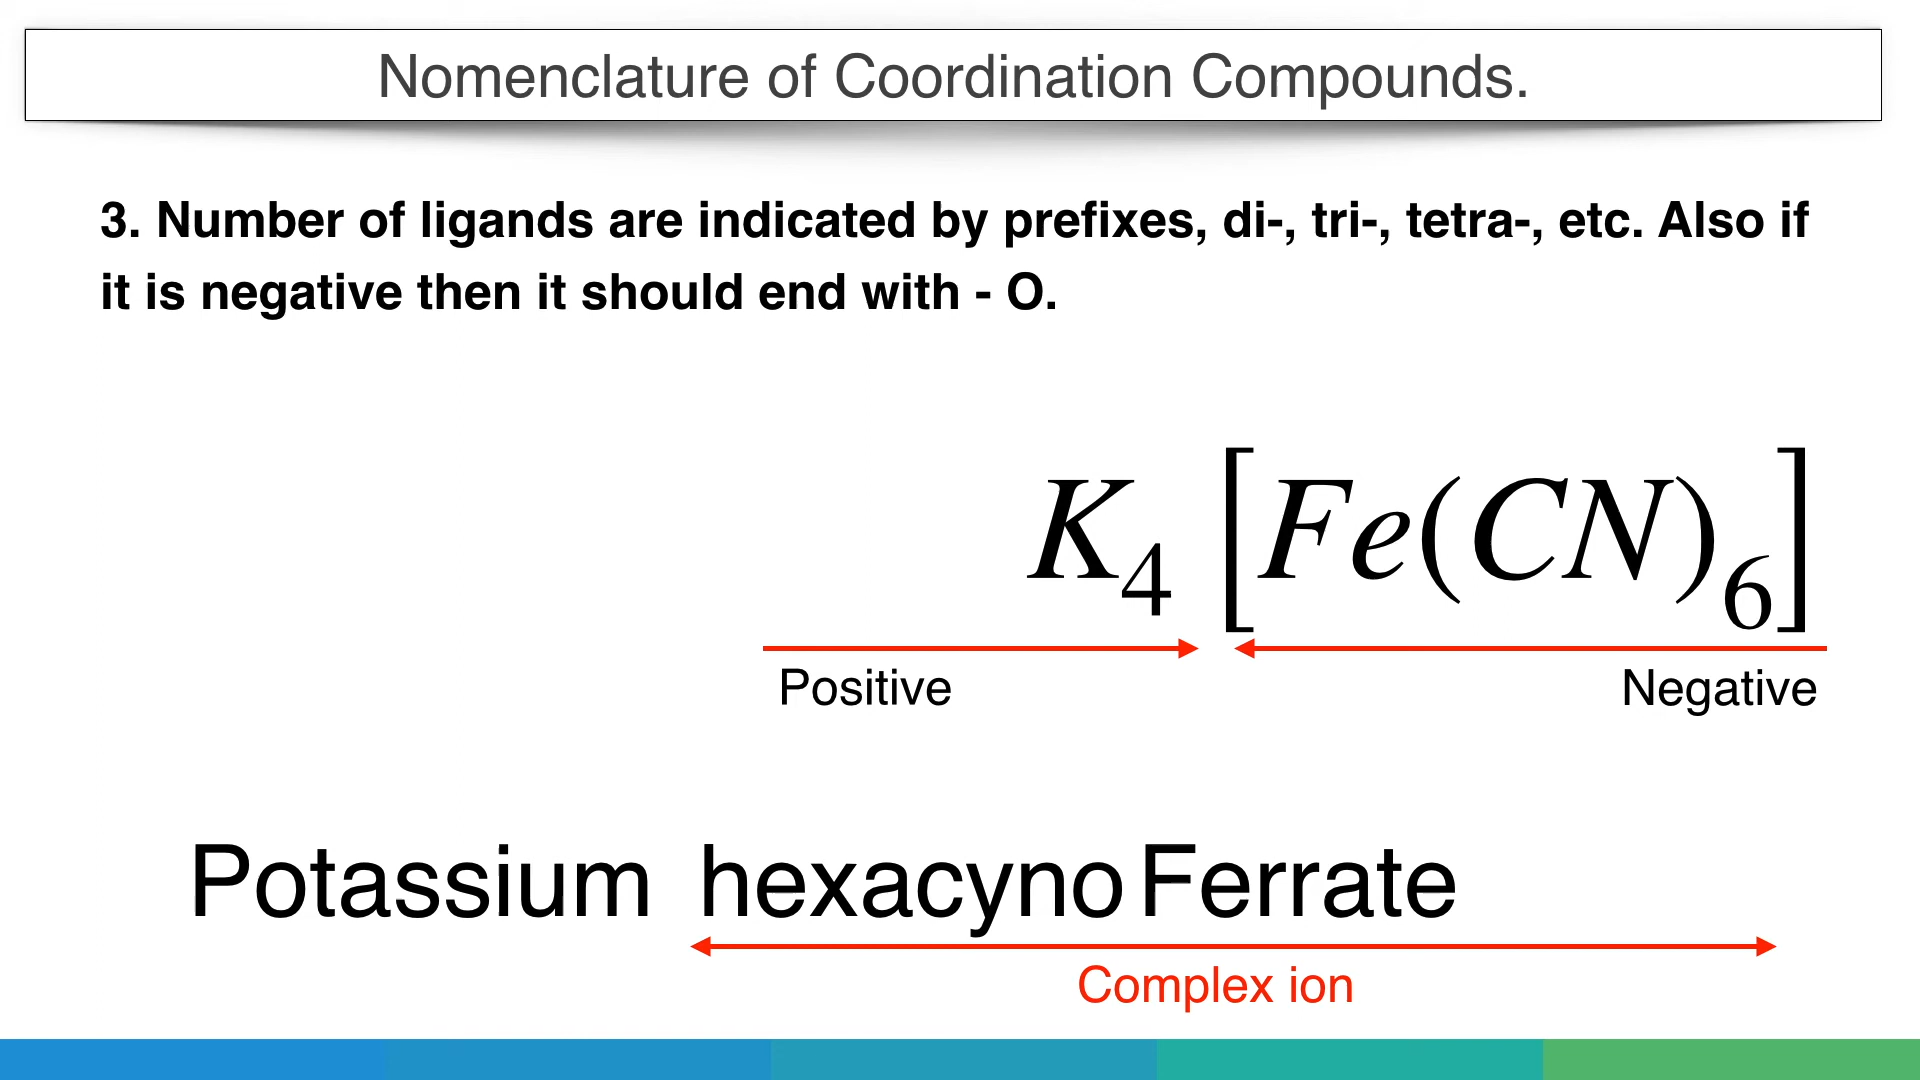 Nomenclature of Coordination Compounds.
3. Number of ligands are indicated by prefixes, di-, tri-, tetra-, etc. Also if
it is negative then it should end with - O.
K₄ [Fe(CN)₆]
Positive Negative
Potassium hexacyno Ferrate
Complex ion